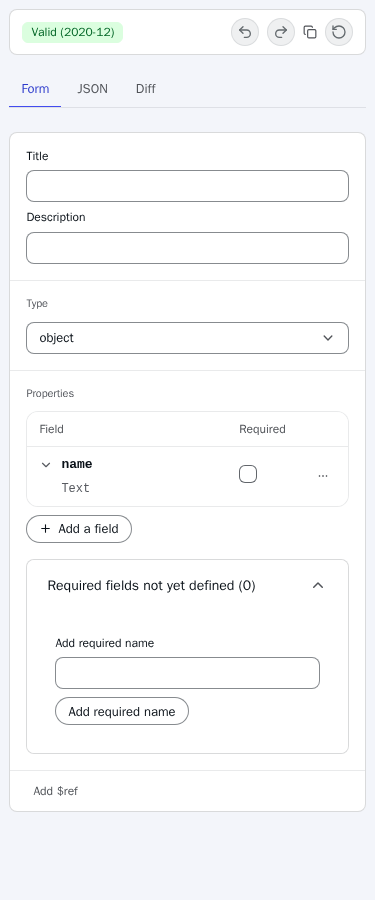 Valid (2020-12)
Form JSON Diff
Title
Description
Type
object
Properties
Field Required
name
Text
...
+ Add a field
Required fields not yet defined (0)
Add required name
Add required name
Add $ref